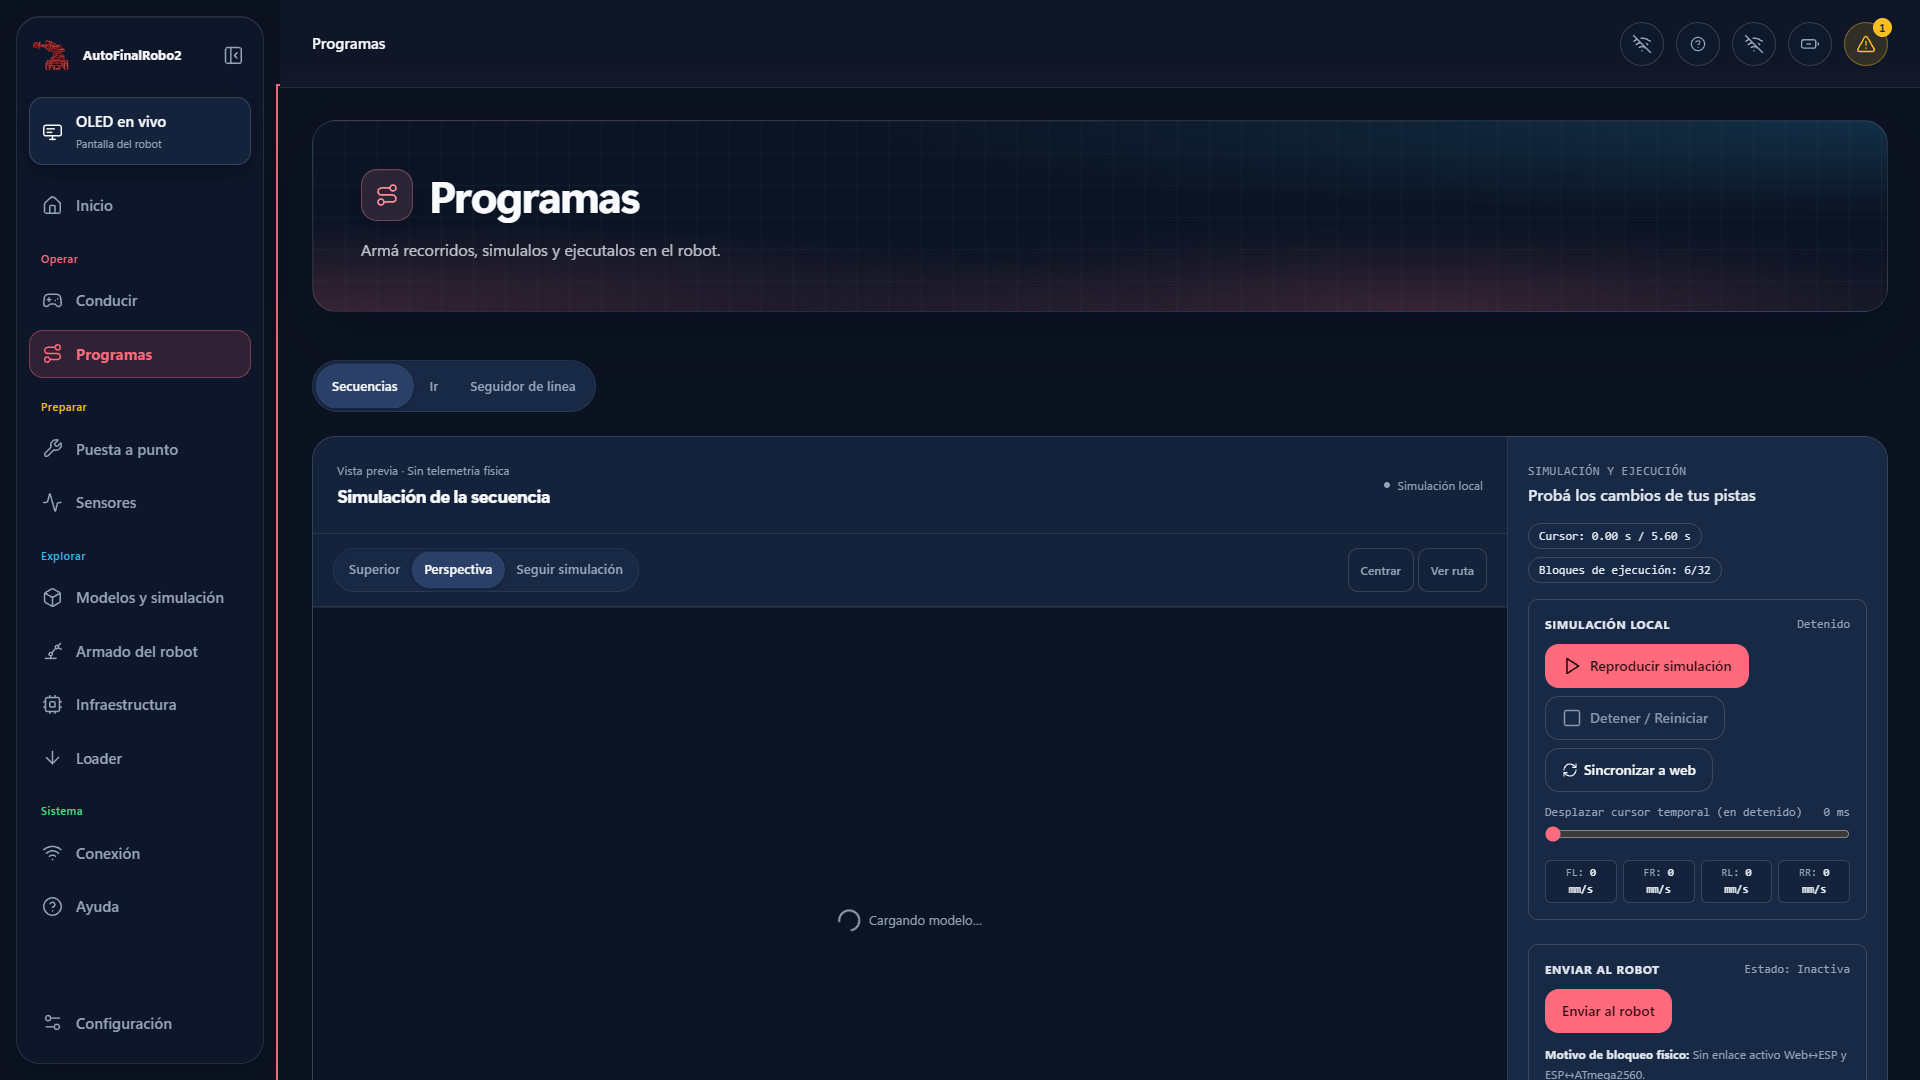 AutoFinalRobo2
OLED en vivo
Pantalla del robot
Inicio
Operar
Conducir
Programas
Preparar
Puesta a punto
Sensores
Explorar
Modelos y simulación
Armado del robot
Infraestructura
Loader
Sistema
Conexión
Ayuda
Configuración
Programas
1
Programas
Armá recorridos, simulalos y ejecutalos en el robot.
Secuencias
Ir
Seguidor de línea
Vista previa · Sin telemetría física
Simulación de la secuencia
Simulación local
Superior
Perspectiva
Seguir simulación
Centrar
Ver ruta
Cargando modelo...
SIMULACIÓN Y EJECUCIÓN
Probá los cambios de tus pistas
Cursor: 0.00 s / 5.60 s
Bloques de ejecución: 6/32
SIMULACIÓN LOCAL
Detenido
Reproducir simulación
Detener / Reiniciar
Sincronizar a web
Desplazar cursor temporal (en detenido) 0 ms
FL: 0 mm/s
FR: 0 mm/s
RL: 0 mm/s
RR: 0 mm/s
ENVIAR AL ROBOT
Estado: Inactiva
Enviar al robot
Motivo de bloqueo físico: Sin enlace activo Web↔ESP y
ESP↔ATmega2560.